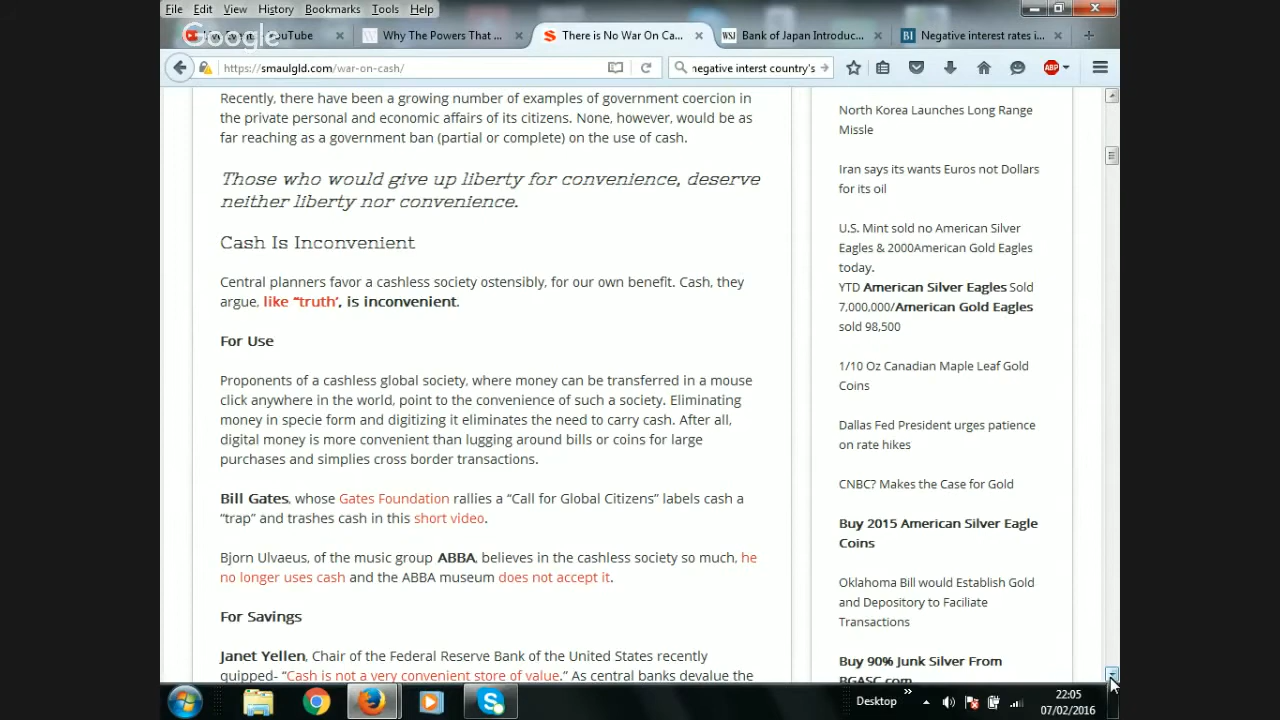 File Edit View History Bookmarks Tools Help
Google
YouTube
Why The Powers That ...
There is No War On Ca...
WSJ Bank of Japan Introduc...
BI Negative interest rates i...
https://smaulgld.com/war-on-cash/
negative interst country's
ABP
Recently, there have been a growing number of examples of government coercion in
the private personal and economic affairs of its citizens. None, however, would be as
far reaching as a government ban (partial or complete) on the use of cash.
Those who would give up liberty for convenience, deserve
neither liberty nor convenience.
Cash Is Inconvenient
Central planners favor a cashless society ostensibly, for our own benefit. Cash, they
argue, like “truth’, is inconvenient.
For Use
Proponents of a cashless global society, where money can be transferred in a mouse
click anywhere in the world, point to the convenience of such a society. Eliminating
money in specie form and digitizing it eliminates the need to carry cash. After all,
digital money is more convenient than lugging around bills or coins for large
purchases and simplies cross border transactions.
Bill Gates, whose Gates Foundation rallies a “Call for Global Citizens” labels cash a
“trap” and trashes cash in this short video.
Bjorn Ulvaeus, of the music group ABBA, believes in the cashless society so much, he
no longer uses cash and the ABBA museum does not accept it.
For Savings
Janet Yellen, Chair of the Federal Reserve Bank of the United States recently
quipped- “Cash is not a very convenient store of value.” As central banks devalue the
North Korea Launches Long Range
Missle
Iran says its wants Euros not Dollars
for its oil
U.S. Mint sold no American Silver
Eagles & 2000American Gold Eagles
today.
YTD American Silver Eagles Sold
7,000,000/American Gold Eagles
sold 98,500
1/10 Oz Canadian Maple Leaf Gold
Coins
Dallas Fed President urges patience
on rate hikes
CNBC? Makes the Case for Gold
Buy 2015 American Silver Eagle
Coins
Oklahoma Bill would Establish Gold
and Depository to Faciliate
Transactions
Buy 90% Junk Silver From
BGASC.com
Desktop
22:05
07/02/2016